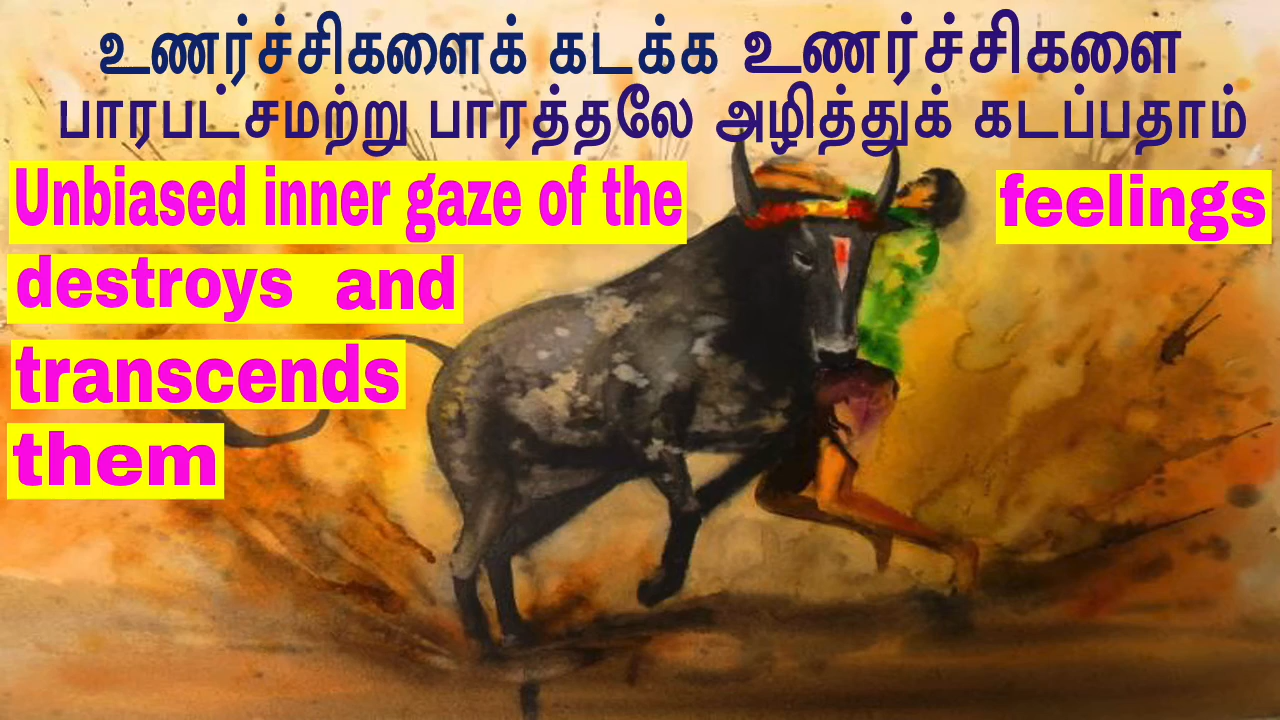 உணர்ச்சிகளைக் கடக்க உணர்ச்சிகளை
பாரபட்சமற்று பாரத்தலே அழித்துக் கடப்பதாம்
Unbiased inner gaze of the feelings
destroys and
transcends
them